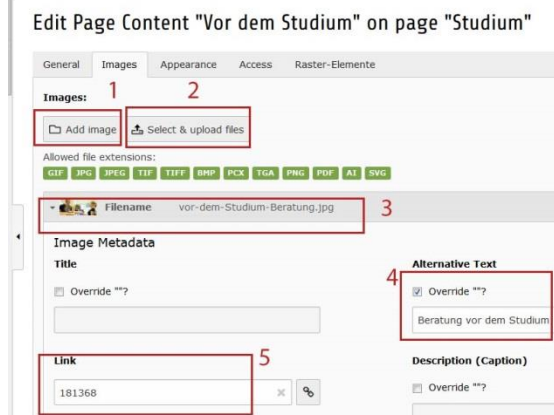 Edit Page Content "Vor dem Studium" on page "Studium"
General Images Appearance Access Raster-Elemente
Images: 1 2
Add image Select & upload files
Allowed file extensions:
GIF JPG JPEG TIF TIFF BMP PCX TGA PNG PDF AI SVG
Filename vor-dem-Studium-Beratung.jpg 3
Image Metadata
Title Alternative Text
4
Override ""? Override ""?
Beratung vor dem Studium
Link 5 Description (Caption)
181368 Override ""?